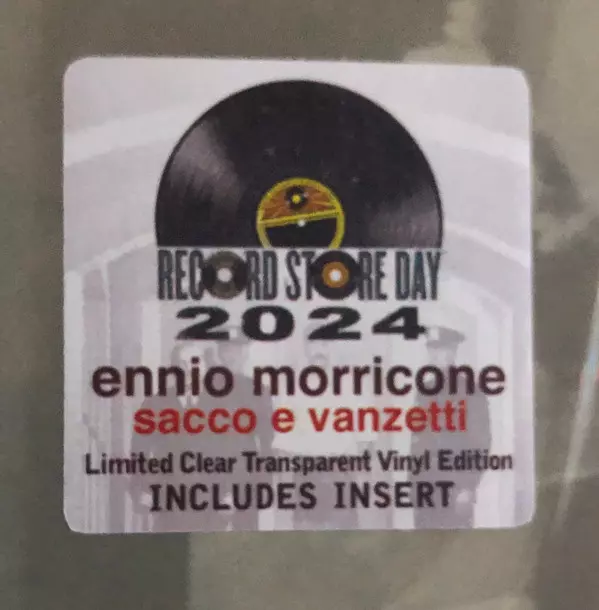 RECORD STORE DAY
2024
ennio morricone
sacco e vanzetti
Limited Clear Transparent Vinyl Edition
INCLUDES INSERT